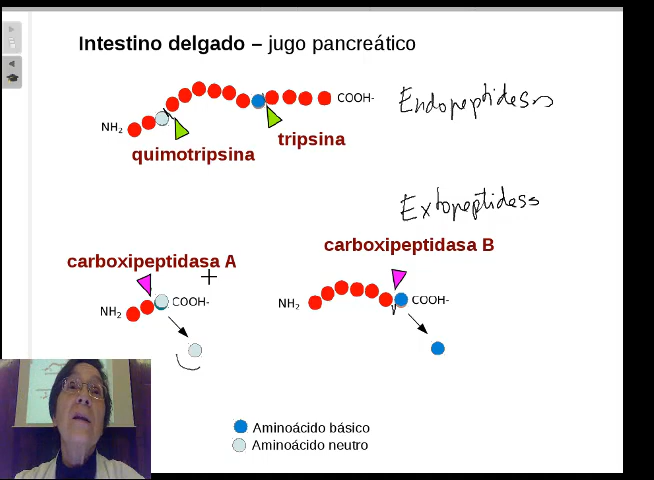 Intestino delgado – jugo pancreático
COOH-
Endopeptidasas
NH2
tripsina
quimotripsina
Extopeptidasas
carboxipeptidasa B
carboxipeptidasa A
COOH-
COOH-
NH2
NH2
Aminoácido básico
Aminoácido neutro